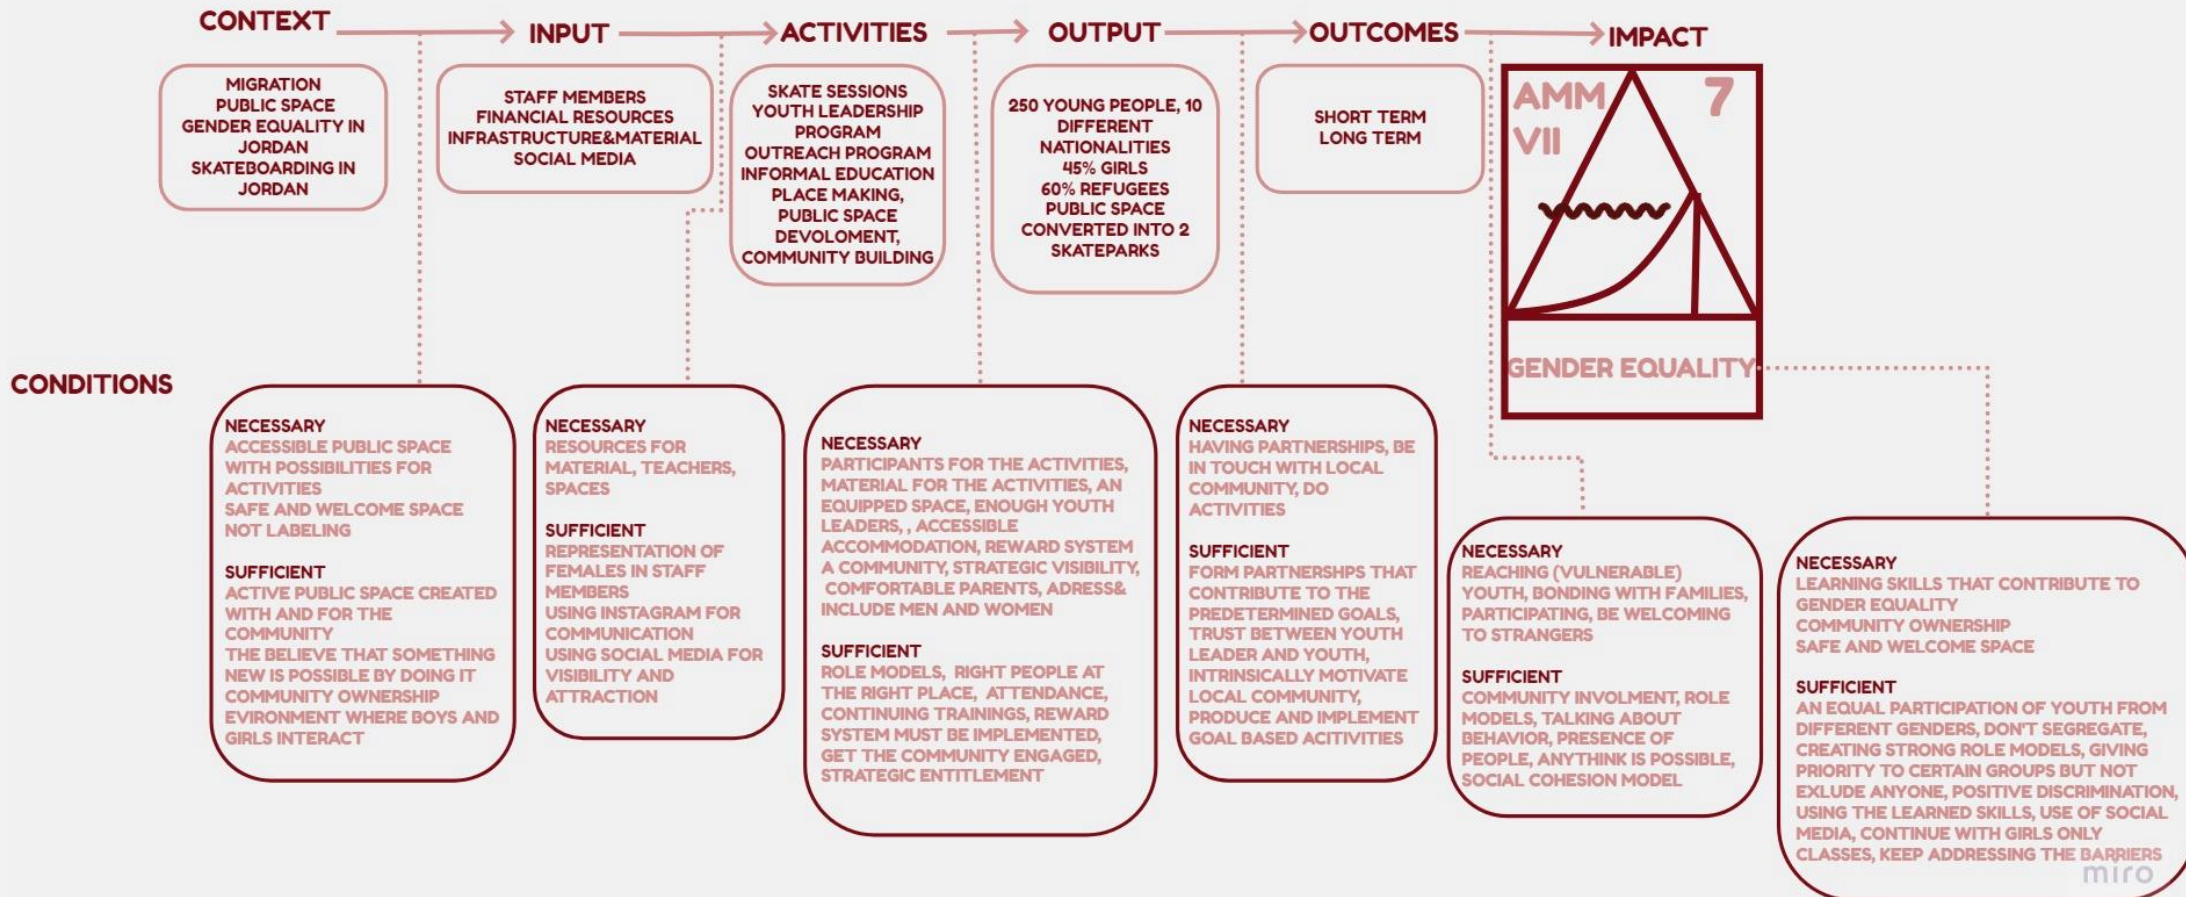 CONTEXT
INPUT
ACTIVITIES
OUTPUT
OUTCOMES
IMPACT
MIGRATION
PUBLIC SPACE
GENDER EQUALITY IN
JORDAN
SKATEBOARDING IN
JORDAN
STAFF MEMBERS
FINANCIAL RESOURCES
INFRASTRUCTURE&MATERIAL
SOCIAL MEDIA
SKATE SESSIONS
YOUTH LEADERSHIP
PROGRAM
OUTREACH PROGRAM
INFORMAL EDUCATION
PLACE MAKING,
PUBLIC SPACE
DEVOLOMENT,
COMMUNITY BUILDING
250 YOUNG PEOPLE, 10
DIFFERENT
NATIONALITIES
45% GIRLS
60% REFUGEES
PUBLIC SPACE
CONVERTED INTO 2
SKATEPARKS
SHORT TERM
LONG TERM
AMM
VII
7
GENDER EQUALITY
CONDITIONS
NECESSARY
ACCESSIBLE PUBLIC SPACE
WITH POSSIBILITIES FOR
ACTIVITIES
SAFE AND WELCOME SPACE
NOT LABELING
SUFFICIENT
ACTIVE PUBLIC SPACE CREATED
WITH AND FOR THE
COMMUNITY
THE BELIEVE THAT SOMETHING
NEW IS POSSIBLE BY DOING IT
COMMUNITY OWNERSHIP
EVIRONMENT WHERE BOYS AND
GIRLS INTERACT
NECESSARY
RESOURCES FOR
MATERIAL, TEACHERS,
SPACES
SUFFICIENT
REPRESENTATION OF
FEMALES IN STAFF
MEMBERS
USING INSTAGRAM FOR
COMMUNICATION
USING SOCIAL MEDIA FOR
VISIBILITY AND
ATTRACTION
NECESSARY
PARTICIPANTS FOR THE ACTIVITIES,
MATERIAL FOR THE ACTIVITIES, AN
EQUIPPED SPACE, ENOUGH YOUTH
LEADERS, , ACCESSIBLE
ACCOMMODATION, REWARD SYSTEM
A COMMUNITY, STRATEGIC VISIBILITY,
COMFORTABLE PARENTS, ADRESS&
INCLUDE MEN AND WOMEN
SUFFICIENT
ROLE MODELS, RIGHT PEOPLE AT
THE RIGHT PLACE, ATTENDANCE,
CONTINUING TRAININGS, REWARD
SYSTEM MUST BE IMPLEMENTED,
GET THE COMMUNITY ENGAGED,
STRATEGIC ENTITLEMENT
NECESSARY
HAVING PARTNERSHIPS, BE
IN TOUCH WITH LOCAL
COMMUNITY, DO
ACTIVITIES
SUFFICIENT
FORM PARTNERSHPS THAT
CONTRIBUTE TO THE
PREDETERMINED GOALS,
TRUST BETWEEN YOUTH
LEADER AND YOUTH,
INTRINSICALLY MOTIVATE
LOCAL COMMUNITY,
PRODUCE AND IMPLEMENT
GOAL BASED ACITIVITIES
NECESSARY
REACHING (VULNERABLE)
YOUTH, BONDING WITH FAMILIES,
PARTICIPATING, BE WELCOMING
TO STRANGERS
SUFFICIENT
COMMUNITY INVOLMENT, ROLE
MODELS, TALKING ABOUT
BEHAVIOR, PRESENCE OF
PEOPLE, ANYTHINK IS POSSIBLE,
SOCIAL COHESION MODEL
NECESSARY
LEARNING SKILLS THAT CONTRIBUTE TO
GENDER EQUALITY
COMMUNITY OWNERSHIP
SAFE AND WELCOME SPACE
SUFFICIENT
AN EQUAL PARTICIPATION OF YOUTH FROM
DIFFERENT GENDERS, DON'T SEGREGATE,
CREATING STRONG ROLE MODELS, GIVING
PRIORITY TO CERTAIN GROUPS BUT NOT
EXLUDE ANYONE, POSITIVE DISCRIMINATION,
USING THE LEARNED SKILLS, USE OF SOCIAL
MEDIA, CONTINUE WITH GIRLS ONLY
CLASSES, KEEP ADDRESSING THE BARRIERS
miro